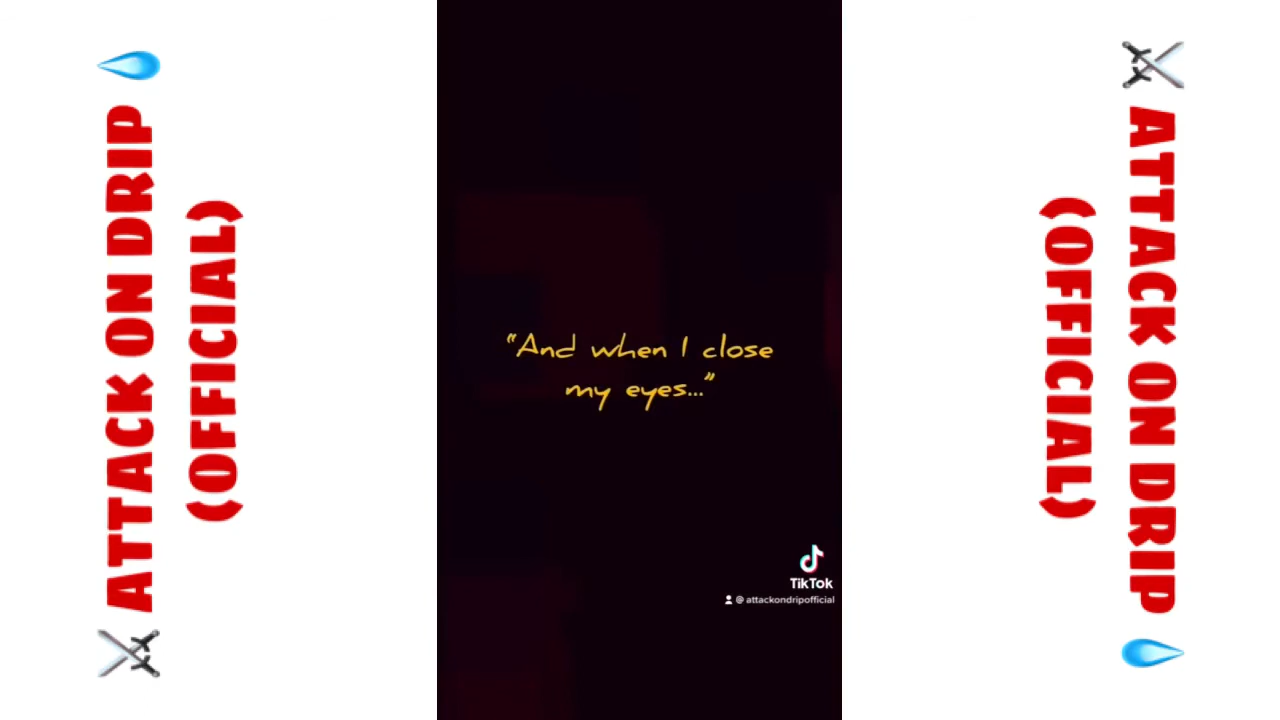 ATTACK ON DRIP
(OFFICIAL)
"And when I close
my eyes..."
TikTok
@ attackondripofficial
ATTACK ON DRIP
(OFFICIAL)